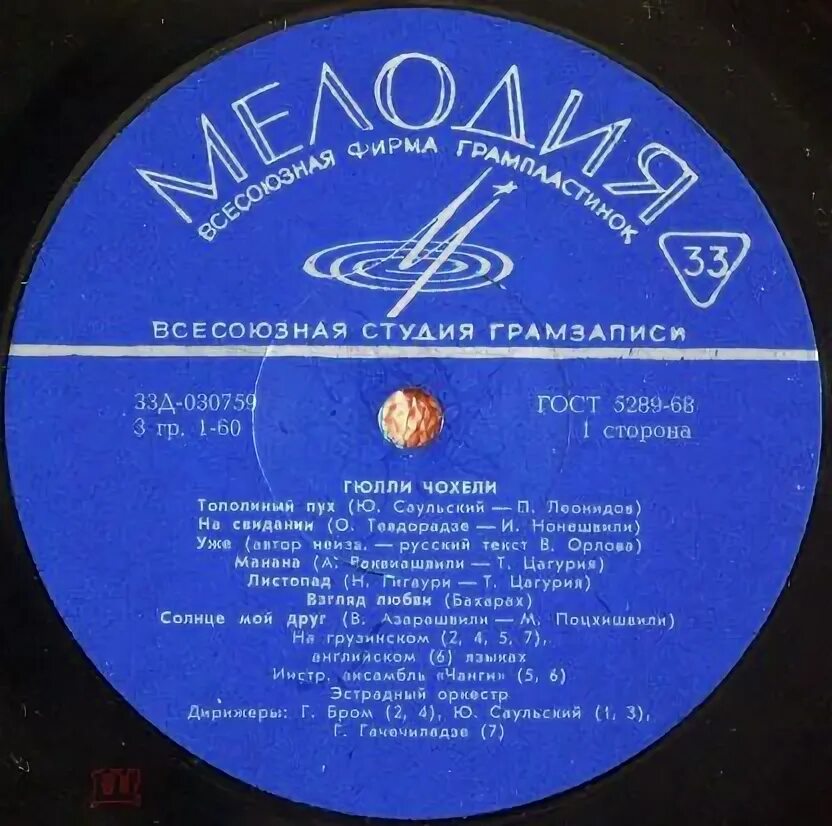 МЕЛОДИЯ
ВСЕСОЮЗНАЯ ФИРМА ГРАМПЛАСТИНОК
33
ВСЕСОЮЗНАЯ СТУДИЯ ГРАМЗАПИСИ
33Д-030759 ГОСТ 5289-68
3 гр. 1-60 1 сторона
ГЮЛЛИ ЧОХЕЛИ
Тополиный пух (Ю. Саульский — П. Леонидов)
На свидании (О. Тевдорадзе — И. Нонешвили)
Уже (автор неизв. — русский текст В. Орлова)
Манана (А. Раквиашвили — Т. Цагурия)
Листопад (Н. Гигаури — Т. Цагурия)
Взгляд любви (Бахарах)
Солнце мой друг (В. Азарашвили — М. Поцхишвили)
На грузинском (2, 4, 5, 7),
английском (6) языках
Инстр. ансамбль «Чанги» (5, 6)
Эстрадный оркестр
Дирижеры: Г. Бром (2, 4), Ю. Саульский (1, 3),
Г. Гачечиладзе (7)